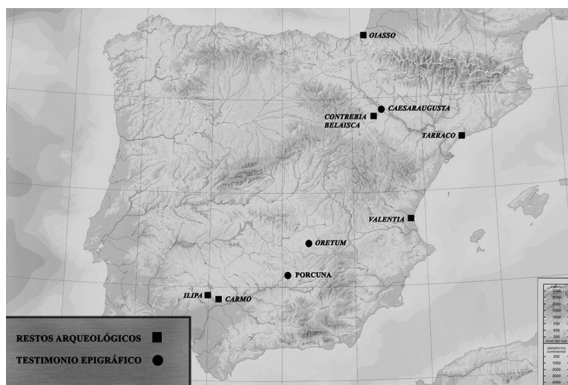 OIASSO
CAESARAUGUSTA
CONTREBIA
BELAISCA
TARRACO
VALENTIA
ORETUM
PORCUNA
ILIPA
CARMO
RESTOS ARQUEOLÓGICOS
TESTIMONIO EPIGRÁFICO